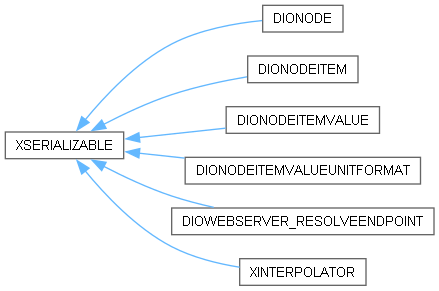 DIONODE
DIONODEITEM
DIONODEITEMVALUE
XSERIALIZABLE
DIONODEITEMVALUEUNITFORMAT
DIOWEBSERVER_RESOLVEENDPOINT
XINTERPOLATOR